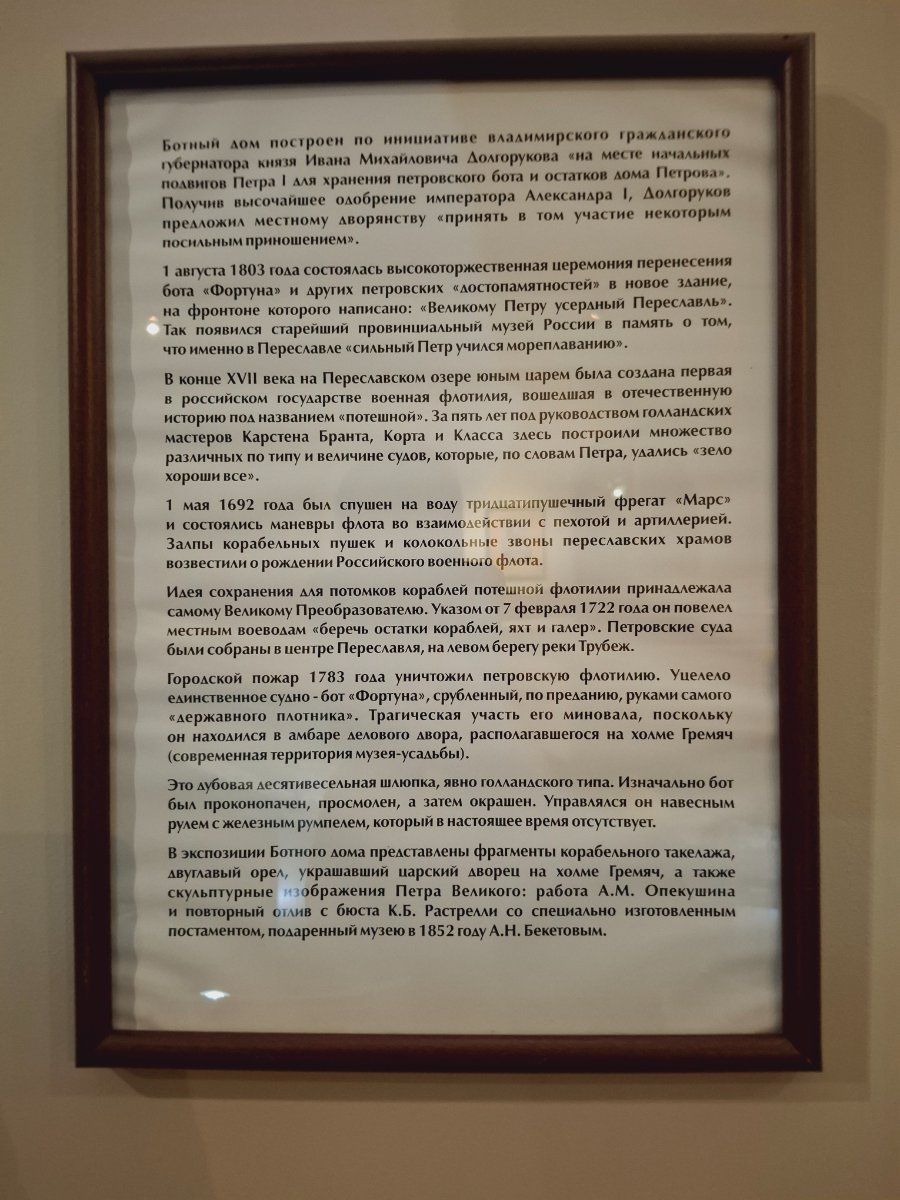 Ботный дом построен по инициативе владимирского гражданского
губернатора князя Ивана Михайловича Долгорукова «на месте начальных
подвигов Петра I для хранения петровского бота и остатков дома Петрова».
Получив высочайшее одобрение императора Александра I, Долгоруков
предложил местному дворянству «принять в том участие некоторым
посильным приношением».
1 августа 1803 года состоялась высокоторжественная церемония перенесения
бота «Фортуна» и других петровских «достопамятностей» в новое здание,
на фронтоне которого написано: «Великому Петру усердный Переславль».
Так появился старейший провинциальный музей России в память о том,
что именно в Переславле «сильный Петр учился мореплаванию».
В конце XVII века на Переславском озере юным царем была создана первая
в российском государстве военная флотилия, вошедшая в отечественную
историю под названием «потешной». За пять лет под руководством голландских
мастеров Карстена Бранта, Корта и Класса здесь построили множество
различных по типу и величине судов, которые, по словам Петра, удались «зело
хороши все».
1 мая 1692 года был спушен на воду тридцатипушечный фрегат «Марс»
и состоялись маневры флота во взаимодействии с пехотой и артиллерией.
Залпы корабельных пушек и колокольные звоны переславских храмов
возвестили о рождении Российского военного флота.
Идея сохранения для потомков кораблей потешной флотилии принадлежала
самому Великому Преобразователю. Указом от 7 февраля 1722 года он повелел
местным воеводам «беречь остатки кораблей, яхт и галер». Петровские суда
были собраны в центре Переславля, на левом берегу реки Трубеж.
Городской пожар 1783 года уничтожил петровскую флотилию. Уцелело
единственное судно - бот «Фортуна», срубленный, по преданию, руками самого
«державного плотника». Трагическая участь его миновала, поскольку
он находился в амбаре делового двора, располагавшегося на холме Гремяч
(современная территория музея-усадьбы).
Это дубовая десятивесельная шлюпка, явно голландского типа. Изначально бот
был проконопачен, просмолен, а затем окрашен. Управлялся он навесным
рулем с железным румпелем, который в настоящее время отсутствует.
В экспозиции Ботного дома представлены фрагменты корабельного такелажа,
двуглавый орел, украшавший царский дворец на холме Гремяч, а также
скульптурные изображения Петра Великого: работа А.М. Опекушина
и повторный отлив с бюста К.Б. Растрелли со специально изготовленным
постаментом, подаренный музею в 1852 году А.Н. Бекетовым.